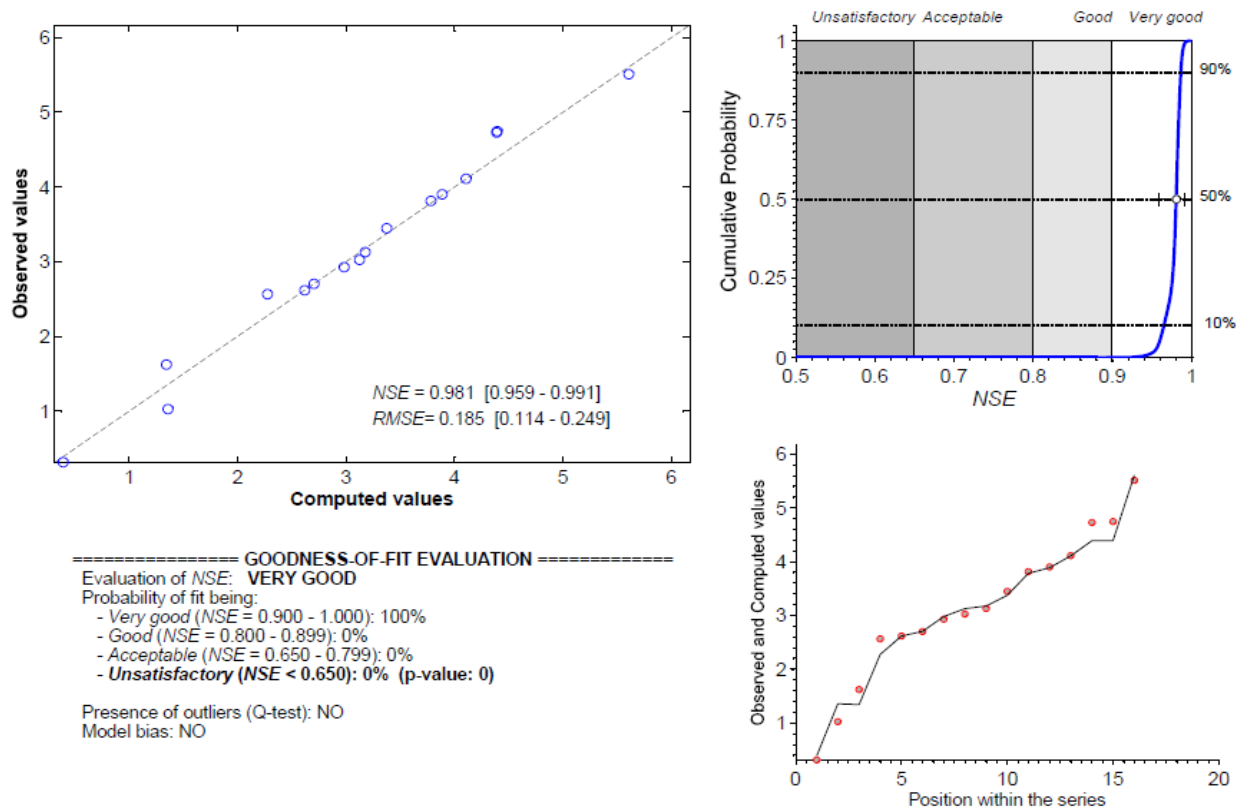 Observed values
6
5
4
3
2
1
1 2 3 4 5 6
Computed values
NSE = 0.981 [0.959 - 0.991]
RMSE= 0.185 [0.114 - 0.249]
Unsatisfactory Acceptable Good Very good
Cumulative Probability
1
0.75
0.5
0.25
0
90%
50%
10%
0.5 0.6 0.7 0.8 0.9 1
NSE
================ GOODNESS-OF-FIT EVALUATION =============
Evaluation of NSE: VERY GOOD
Probability of fit being:
- Very good (NSE = 0.900 - 1.000): 100%
- Good (NSE = 0.800 - 0.899): 0%
- Acceptable (NSE = 0.650 - 0.799): 0%
- Unsatisfactory (NSE < 0.650): 0% (p-value: 0)
Presence of outliers (Q-test): NO
Model bias: NO
Observed and Computed values
6
5
4
3
2
1
0 5 10 15 20
Position within the series